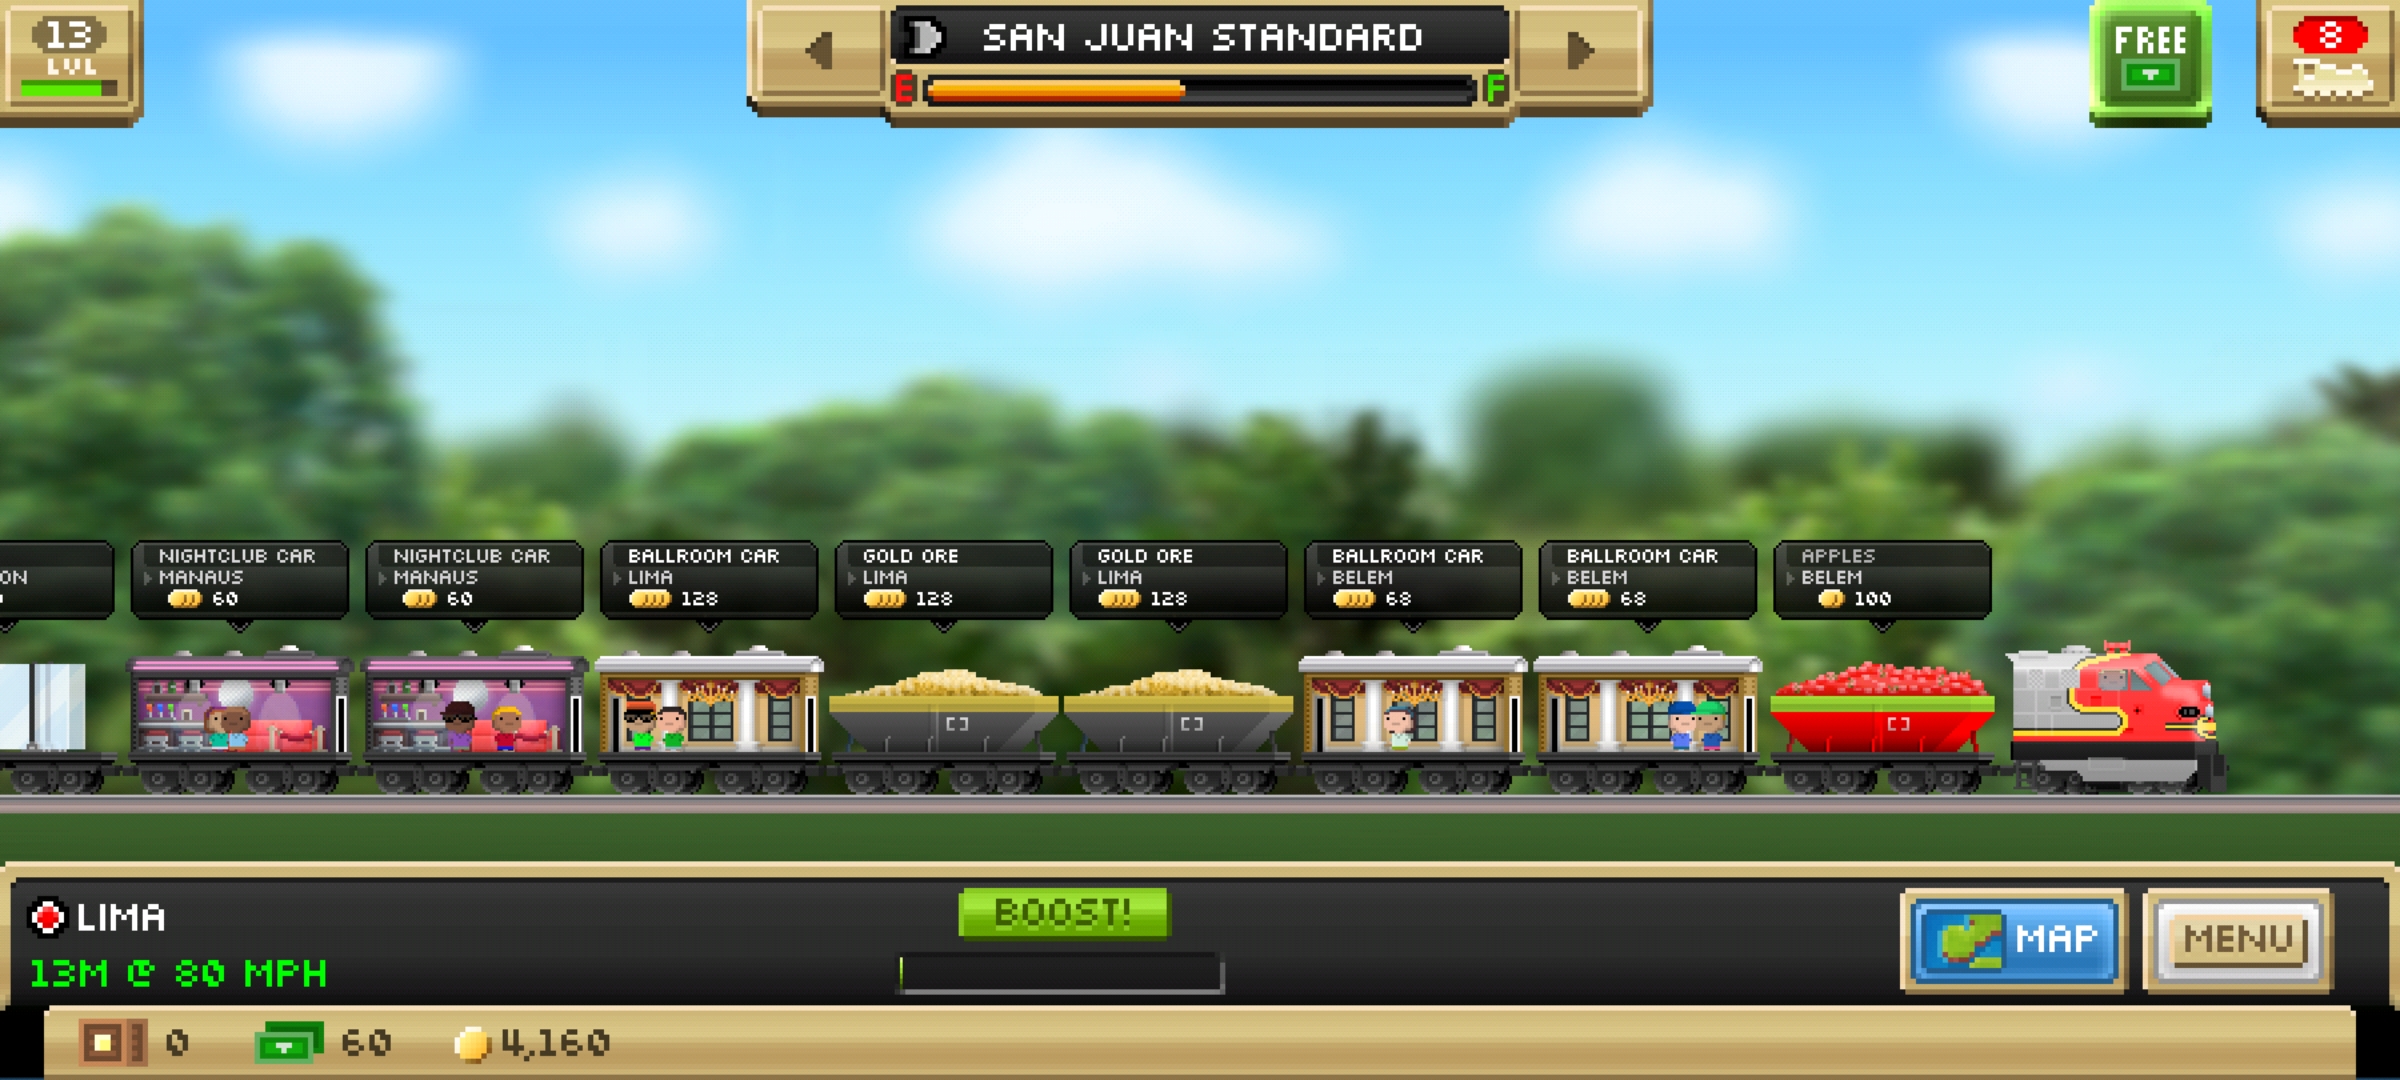 13
LVL
SAN JUAN STANDARD
E
F
FREE
8
ON
NIGHTCLUB CAR
MANAUS
60
NIGHTCLUB CAR
MANAUS
60
BALLROOM CAR
LIMA
128
GOLD ORE
LIMA
128
GOLD ORE
LIMA
128
BALLROOM CAR
BELEM
68
BALLROOM CAR
BELEM
68
APPLES
BELEM
100
LIMA
13M @ 80 MPH
BOOST!
MAP
MENU
0
60
4,160